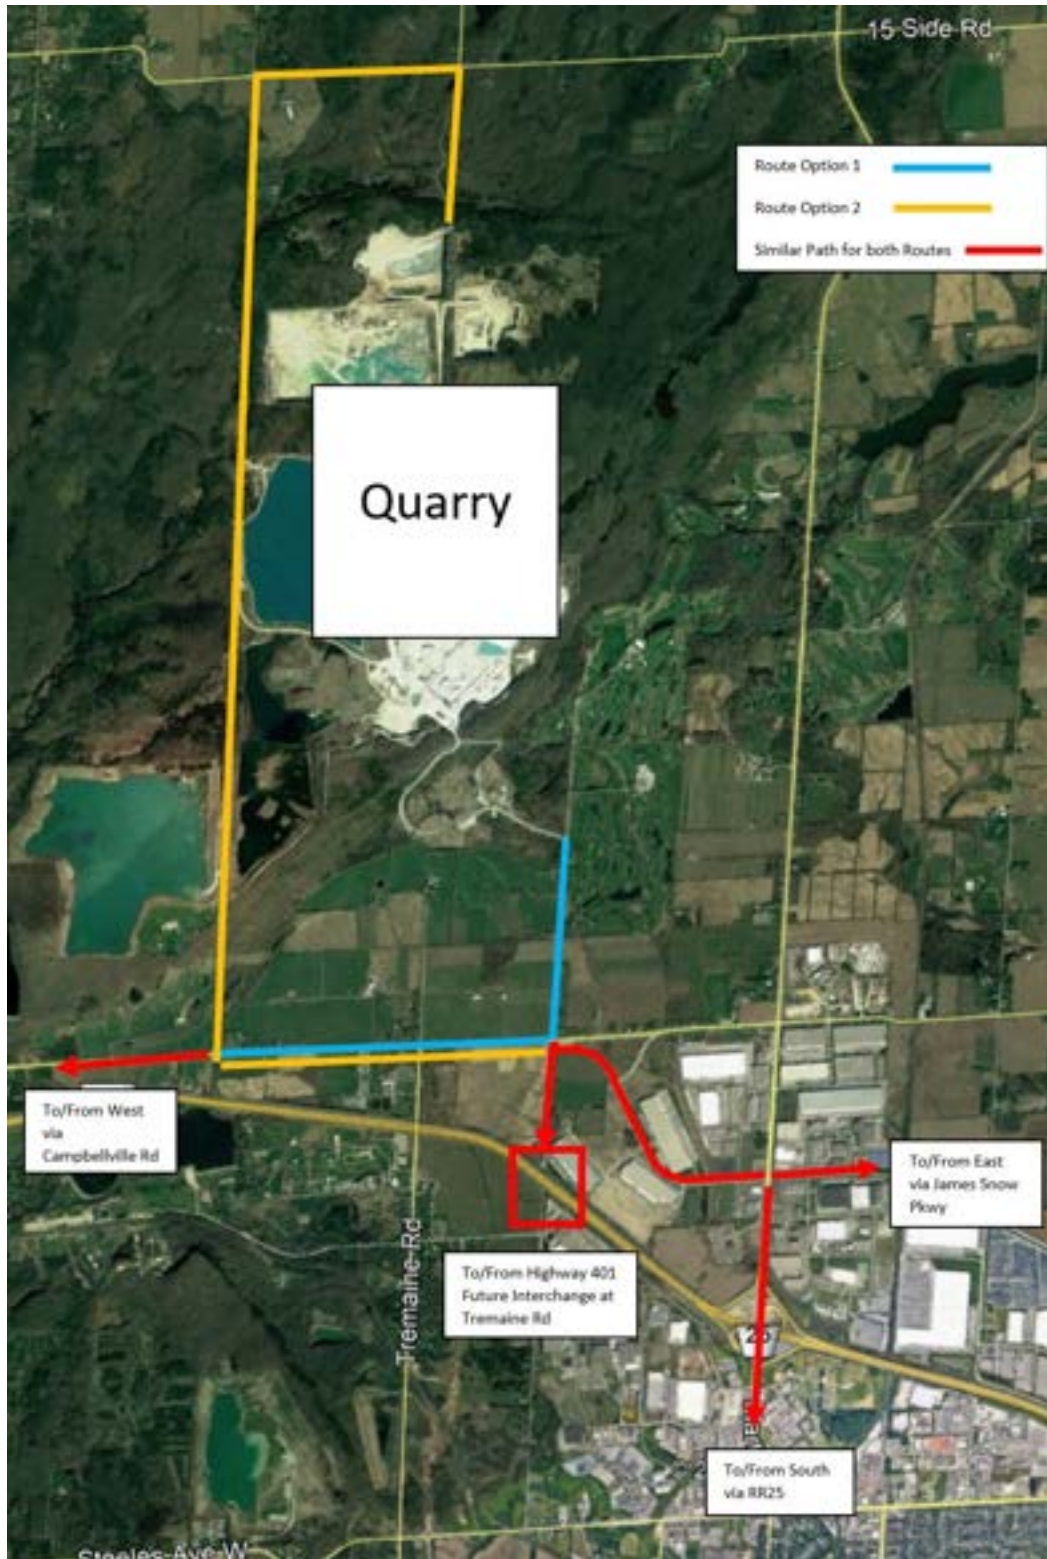 15 Side Rd
Route Option 1
Route Option 2
Similar Path for both Routes
Quarry
To/From West
via
Campbellville Rd
To/From East
via James Snow
Pkwy
To/From Highway 401
Future Interchange at
Tremaine Rd
Tremaine Rd
25
To/From South
via RR25
Steeles Ave W